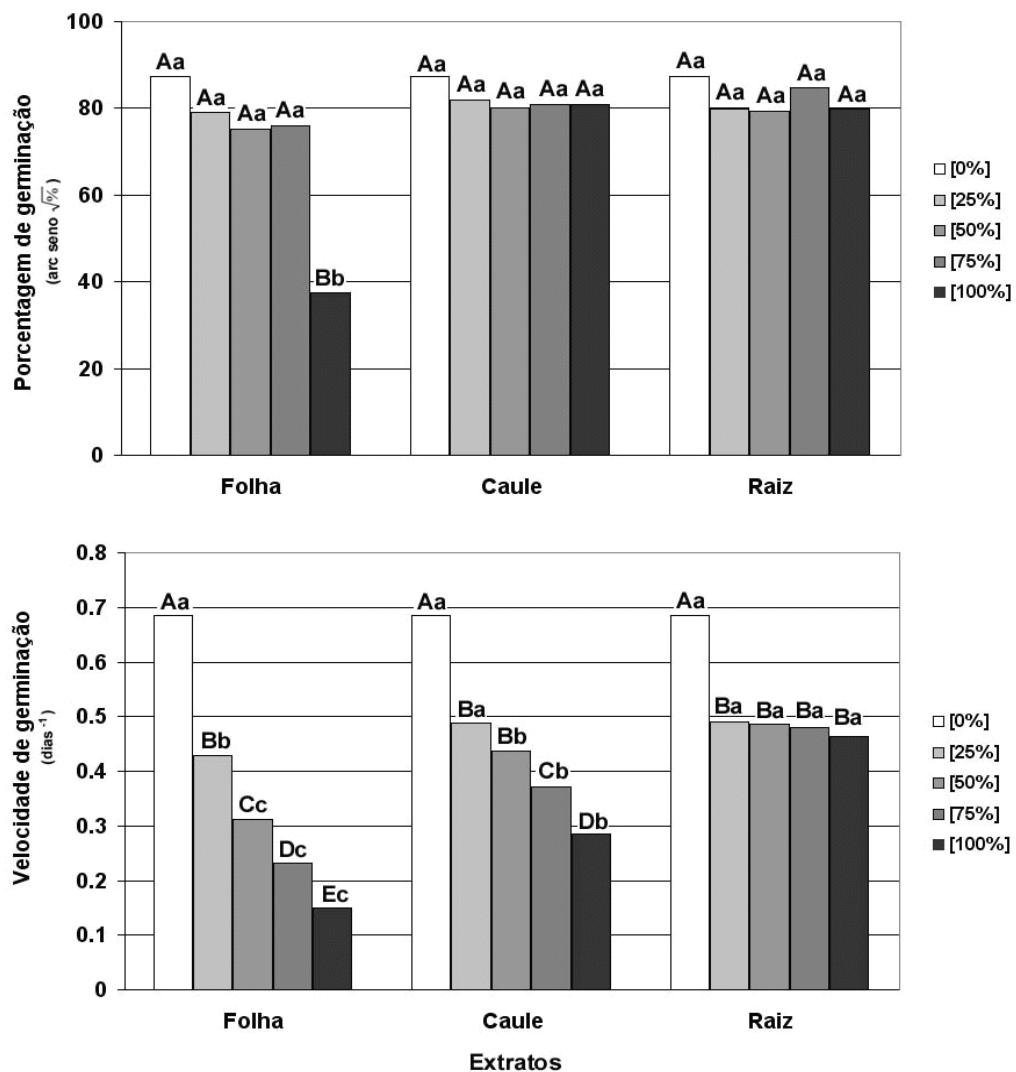 Porcentagem de germinação
(arc seno √%)
100
80
60
40
20
0
Aa
Aa
Aa
Aa
Bb
Aa
Aa
Aa
Aa
Aa
Aa
Aa
Aa
Aa
Aa
Folha
Caule
Raiz
[0%]
[25%]
[50%]
[75%]
[100%]
Velocidade de germinação
(dias -1)
0.8
0.7
0.6
0.5
0.4
0.3
0.2
0.1
0
Aa
Bb
Cc
Dc
Ec
Aa
Ba
Bb
Cb
Db
Aa
Ba
Ba
Ba
Ba
Folha
Caule
Raiz
Extratos
[0%]
[25%]
[50%]
[75%]
[100%]